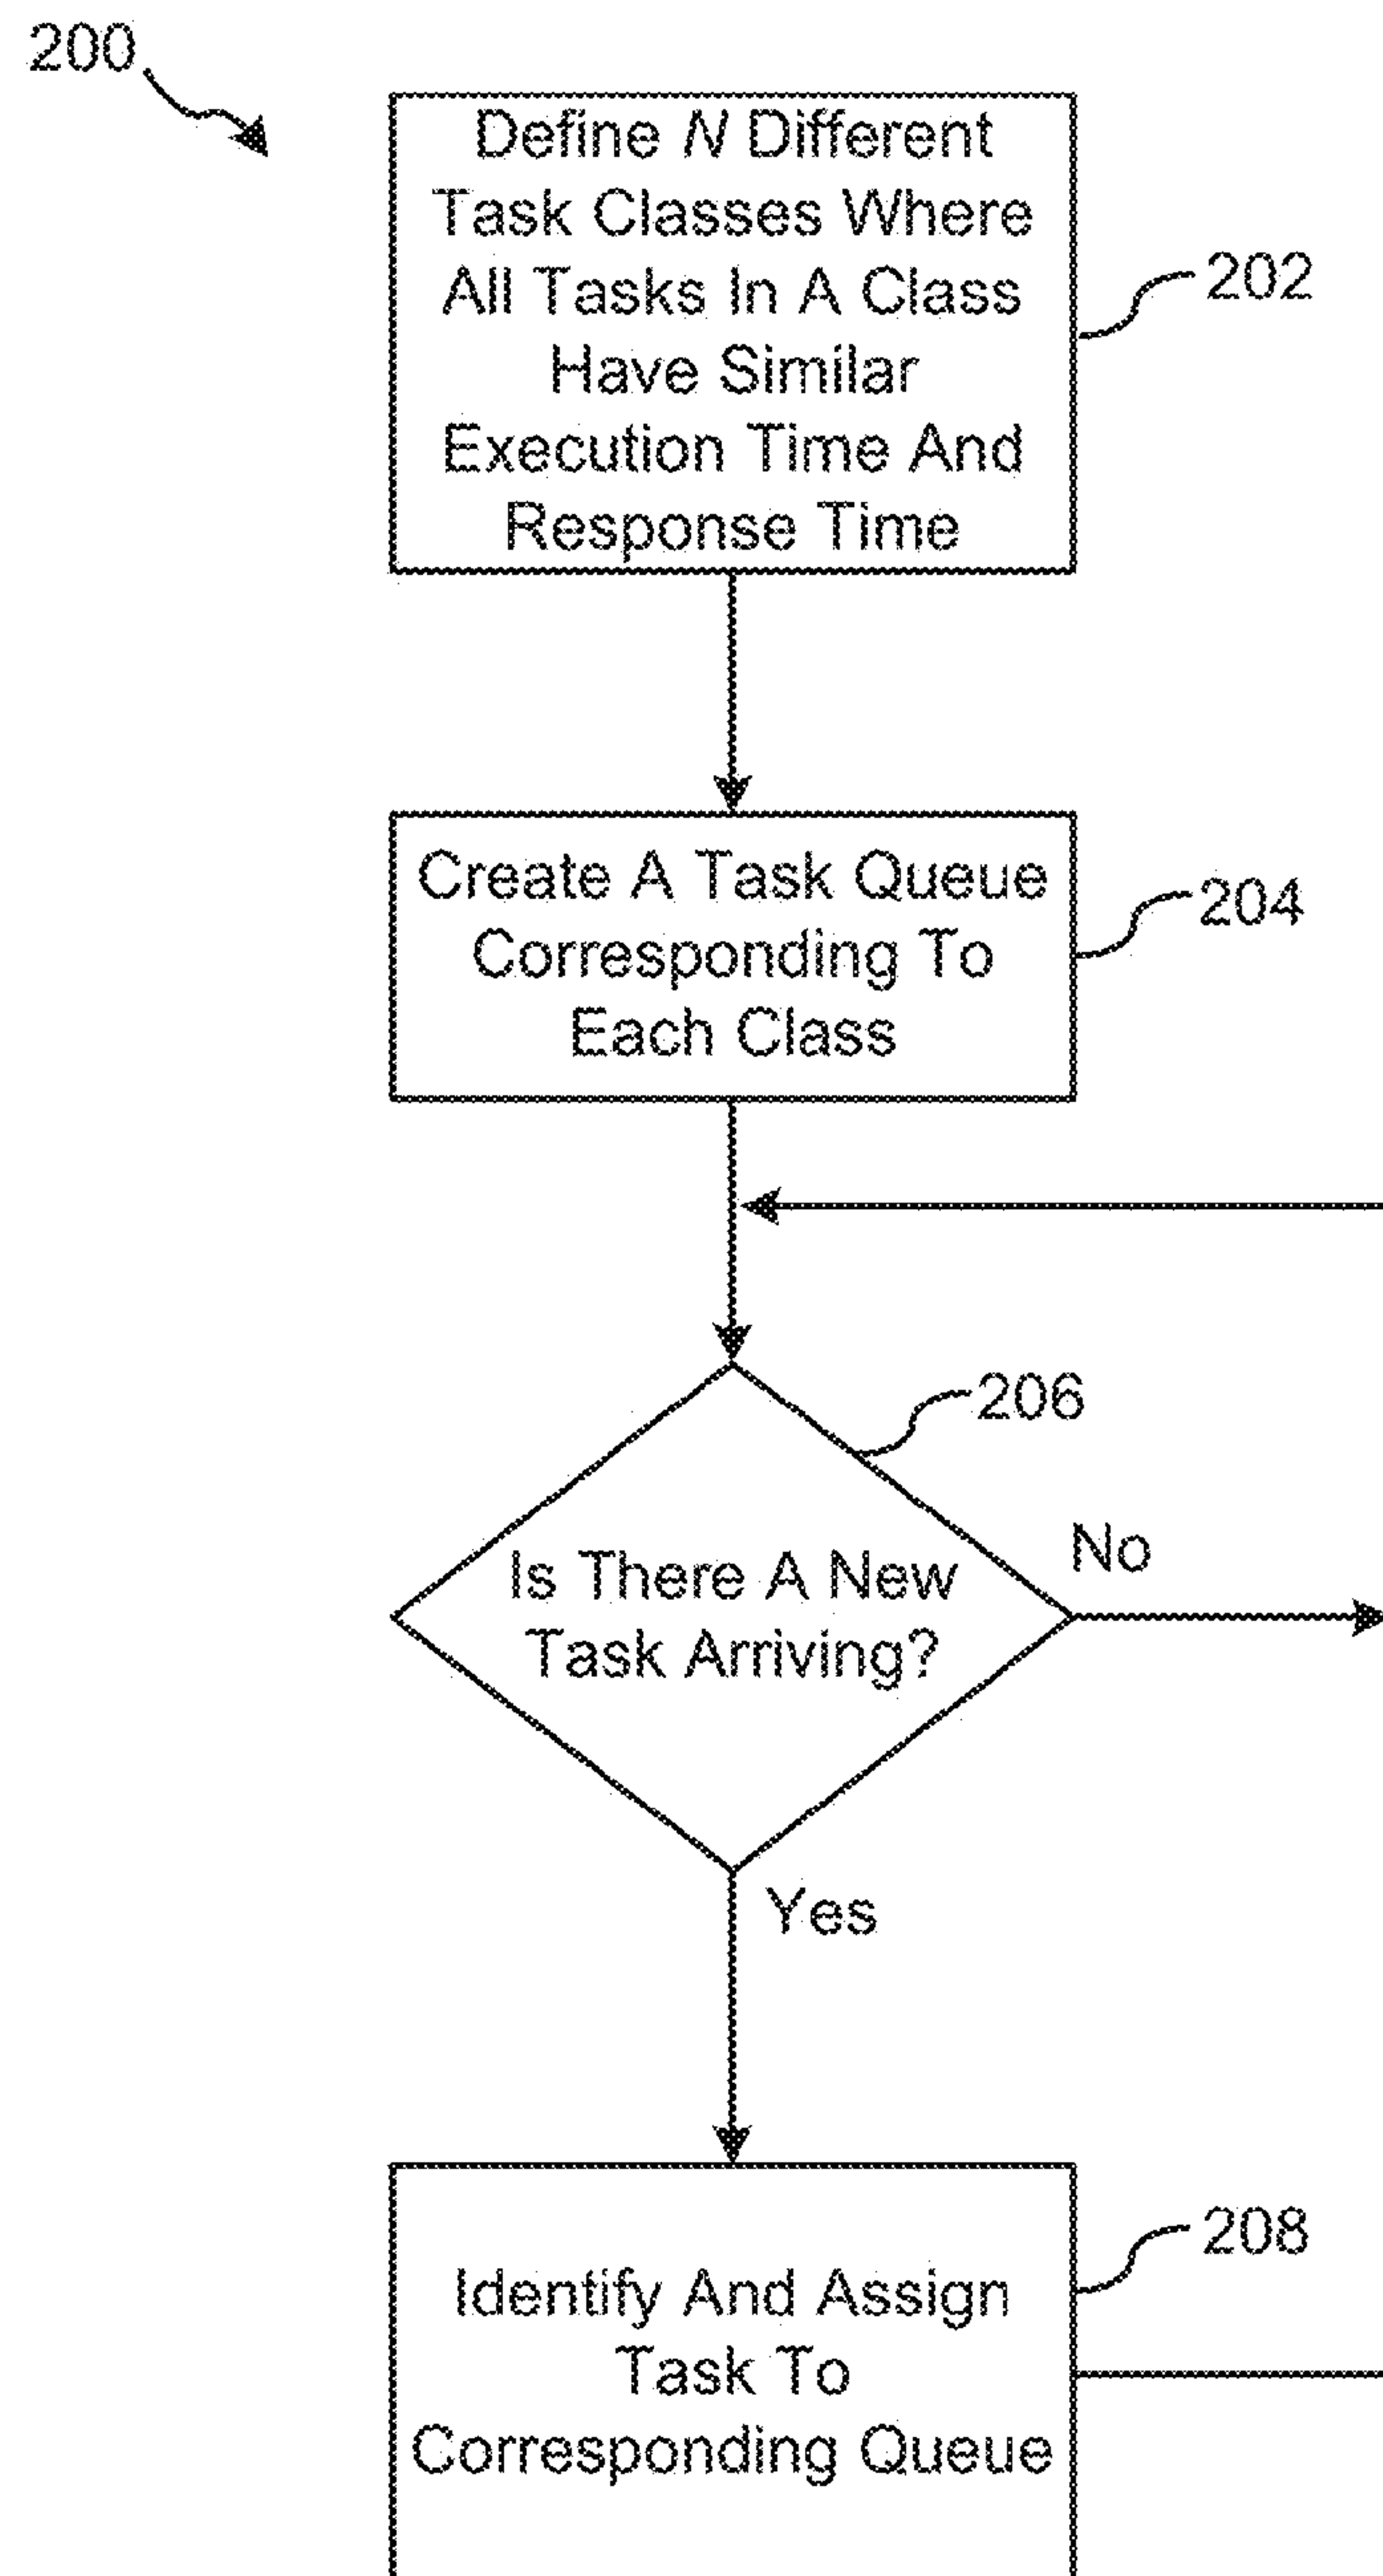 200
Define N Different
Task Classes Where
All Tasks In A Class
Have Similar
Execution Time And
Response Time
202
Create A Task Queue
Corresponding To
Each Class
204
206
Is There A New
Task Arriving?
No
Yes
208
Identify And Assign
Task To
Corresponding Queue